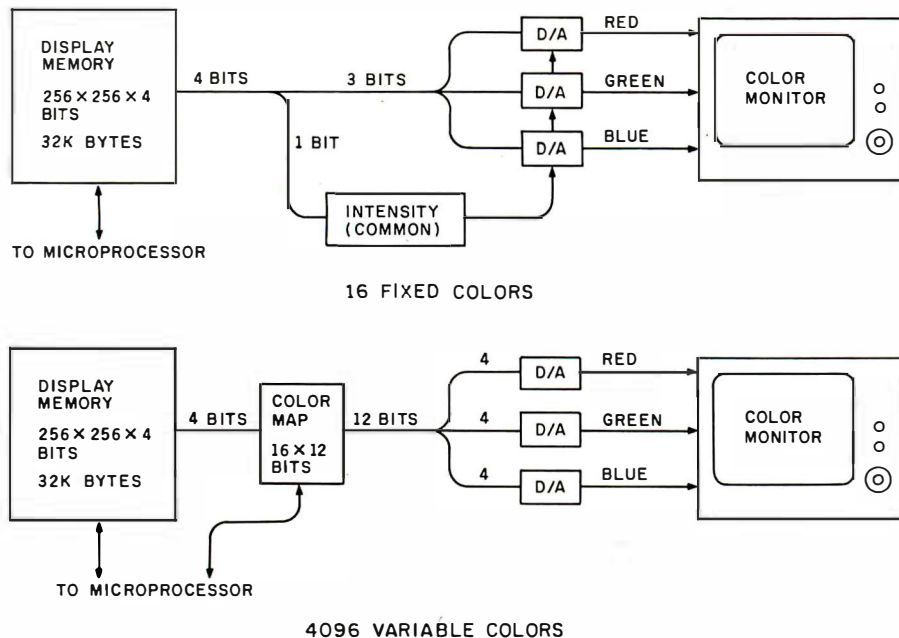 DISPLAY
MEMORY
256 × 256 × 4
BITS
32K BYTES
4 BITS
3 BITS
1 BIT
INTENSITY
(COMMON)
D/A
D/A
D/A
RED
GREEN
BLUE
COLOR
MONITOR
TO MICROPROCESSOR
16 FIXED COLORS
DISPLAY
MEMORY
256 × 256 × 4
BITS
32K BYTES
4 BITS
COLOR
MAP
16 × 12
BITS
12 BITS
4
4
4
D/A
D/A
D/A
RED
GREEN
BLUE
COLOR
MONITOR
TO MICROPROCESSOR
4096 VARIABLE COLORS